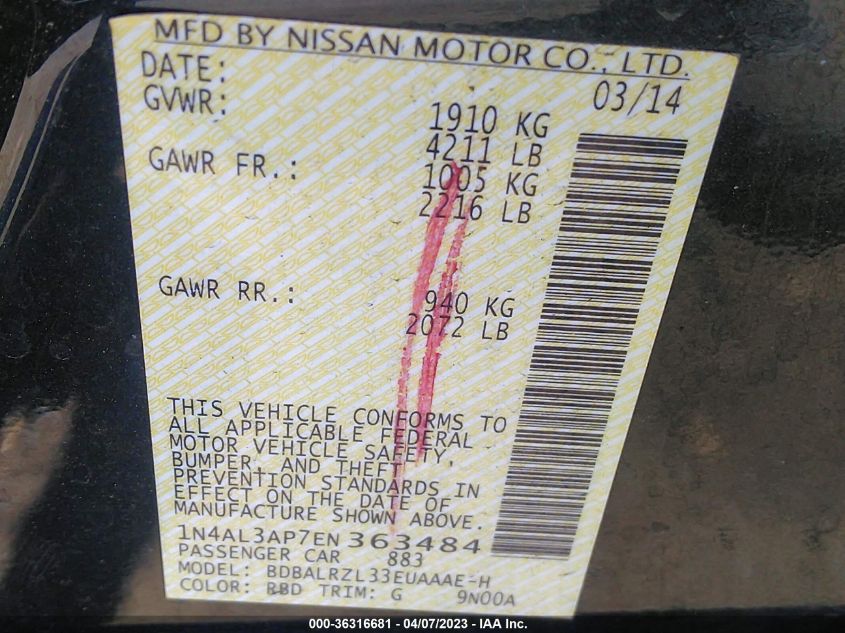 MFD BY NISSAN MOTOR CO., LTD.
DATE: 03/14
GVWR: 1910 KG
4211 LB
GAWR FR.: 1005 KG
2216 LB
GAWR RR.: 940 KG
2072 LB
THIS VEHICLE CONFORMS TO
ALL APPLICABLE FEDERAL
MOTOR VEHICLE SAFETY,
BUMPER, AND THEFT
PREVENTION STANDARDS IN
EFFECT ON THE DATE OF
MANUFACTURE SHOWN ABOVE.
1N4AL3AP7EN 363484
PASSENGER CAR 883
MODEL: BDBALRZL33EUAAAE-H
COLOR: RBD TRIM: G 9N00A
000-36316681 - 04/07/2023 - IAA Inc.